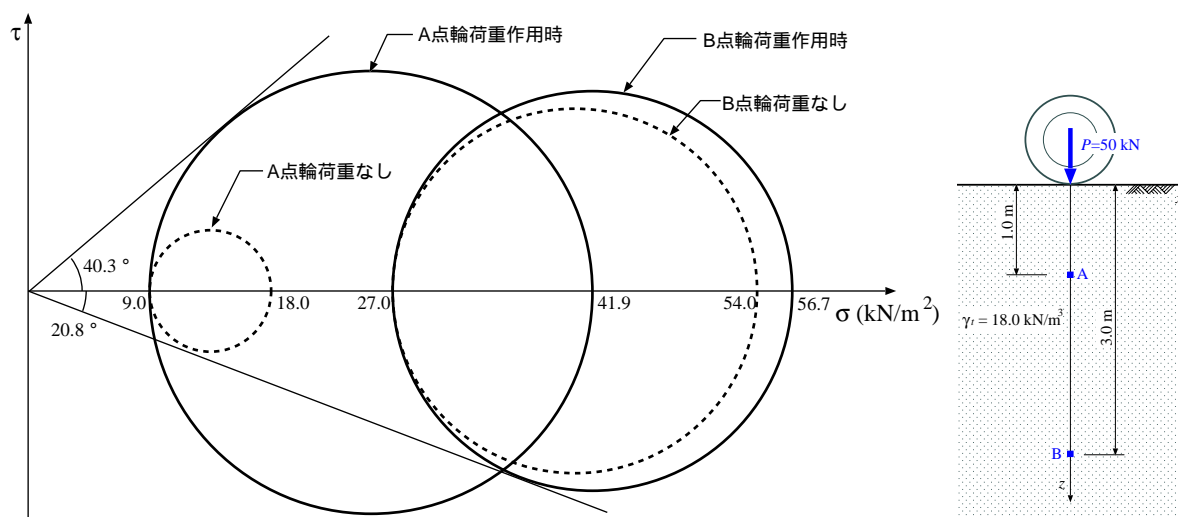 τ
A点輪荷重作用時
B点輪荷重作用時
B点輪荷重なし
A点輪荷重なし
40.3 °
20.8 °
9.0
18.0
27.0
41.9
54.0
56.7
σ (kN/m²)
P=50 kN
1.0 m
A
γt = 18.0 kN/m³
3.0 m
B
z